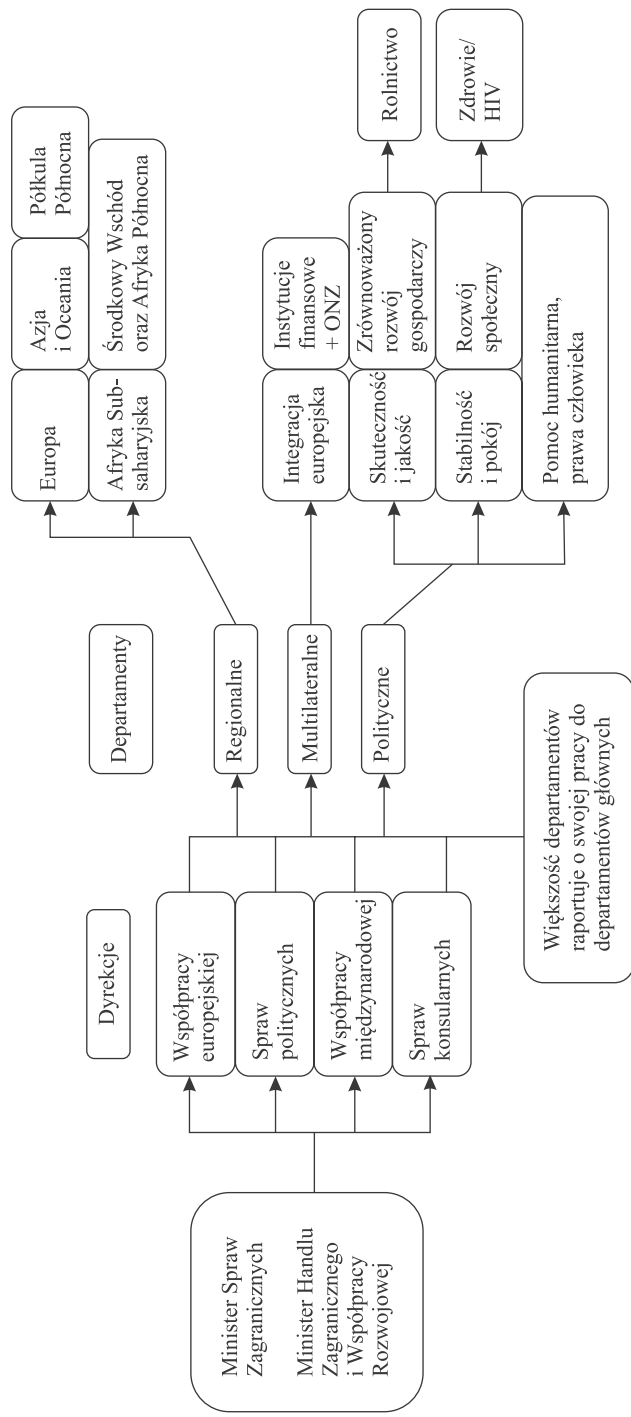 Minister Spraw
Zagranicznych
Minister Handlu
Zagranicznego
i Współpracy
Rozwojowej
Dyrekcje
Współpracy
europejskiej
Spraw
politycznych
Współpracy
międzynarodowej
Spraw
konsularnych
Większość departamentów
raportuje o swojej pracy do
departamentów głównych
Departamenty
Regionalne
Multilateralne
Polityczne
Europa
Azja
i Oceania
Półkula
Północna
Afryka Sub-
saharyjska
Środkowy Wschód
oraz Afryka Północna
Integracja
europejska
Instytucje
finansowe
+ ONZ
Skuteczność
i jakość
Zrównoważony
rozwój
gospodarczy
Rolnictwo
Stabilność
i pokój
Rozwój
społeczny
Zdrowie/
HIV
Pomoc humanitarna,
prawa człowieka